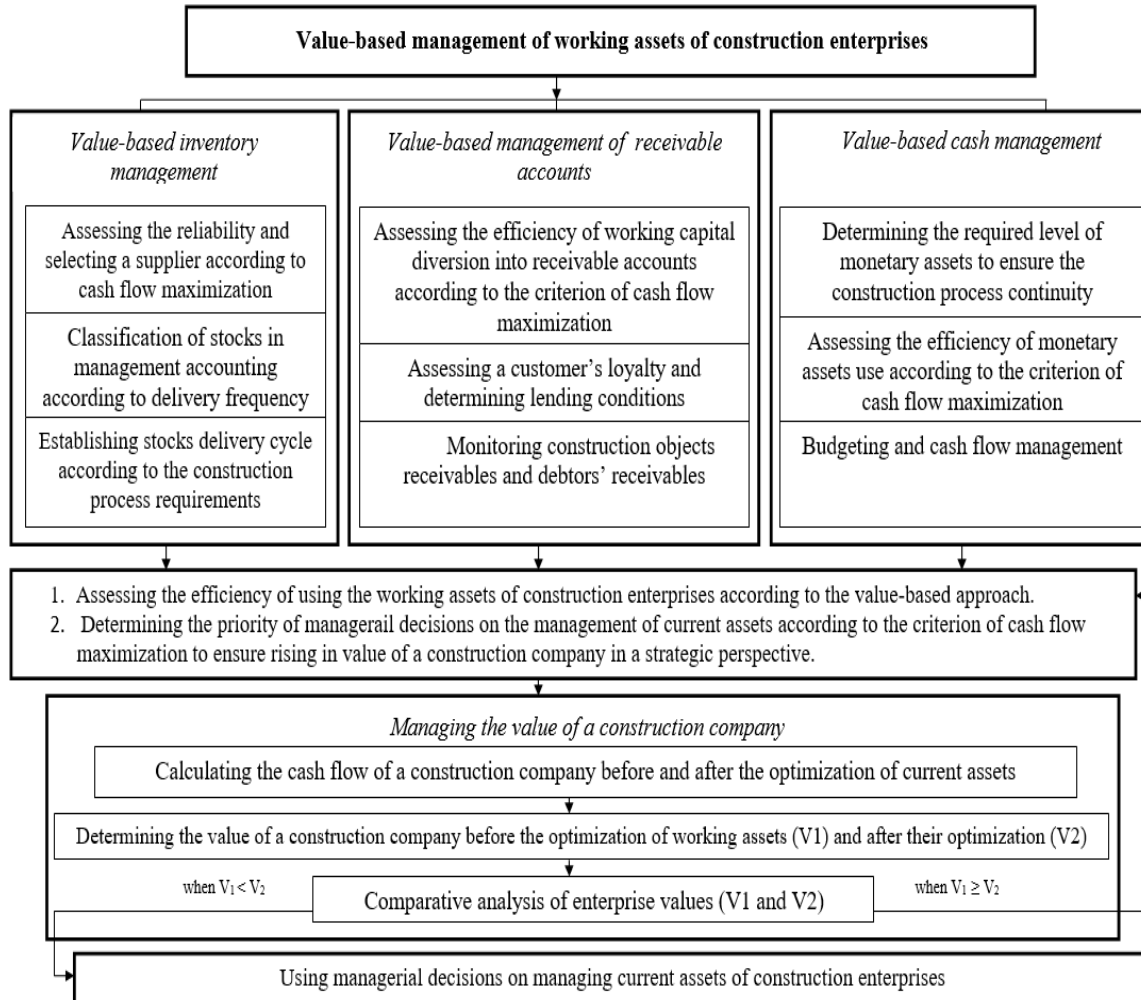 Value-based management of working assets of construction enterprises
Value-based inventory
management
Assessing the reliability and
selecting a supplier according to
cash flow maximization
Classification of stocks in
management accounting
according to delivery frequency
Establishing stocks delivery cycle
according to the construction
process requirements
Value-based management of receivable
accounts
Assessing the efficiency of working capital
diversion into receivable accounts
according to the criterion of cash flow
maximization
Assessing a customer's loyalty and
determining lending conditions
Monitoring construction objects
receivables and debtors' receivables
Value-based cash management
Determining the required level of
monetary assets to ensure the
construction process continuity
Assessing the efficiency of monetary
assets use according to the criterion of
cash flow maximization
Budgeting and cash flow management
1. Assessing the efficiency of using the working assets of construction enterprises according to the value-based approach.
2. Determining the priority of managerail decisions on the management of current assets according to the criterion of cash flow
maximization to ensure rising in value of a construction company in a strategic perspective.
Managing the value of a construction company
Calculating the cash flow of a construction company before and after the optimization of current assets
Determining the value of a construction company before the optimization of working assets (V1) and after their optimization (V2)
when V₁ < V₂
when V₁ ≥ V₂
Comparative analysis of enterprise values (V1 and V2)
Using managerial decisions on managing current assets of construction enterprises